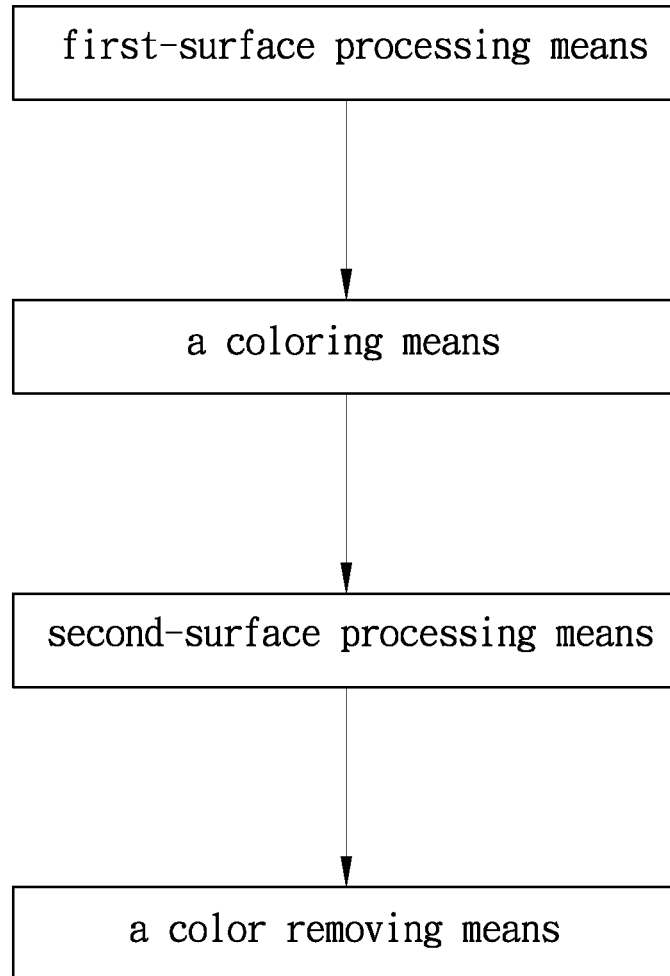 first-surface processing means
a coloring means
second-surface processing means
a color removing means